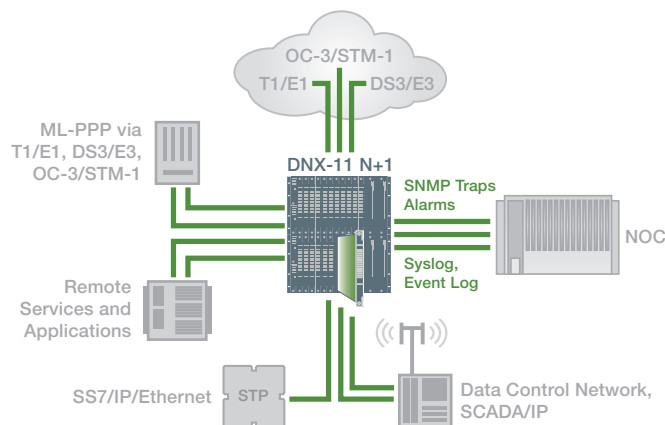 OC-3/STM-1
T1/E1
DS3/E3
ML-PPP via
T1/E1, DS3/E3,
OC-3/STM-1
DNX-11 N+1
SNMP Traps
Alarms
NOC
Syslog,
Event Log
Remote
Services and
Applications
SS7/IP/Ethernet
STP
Data Control Network,
SCADA/IP